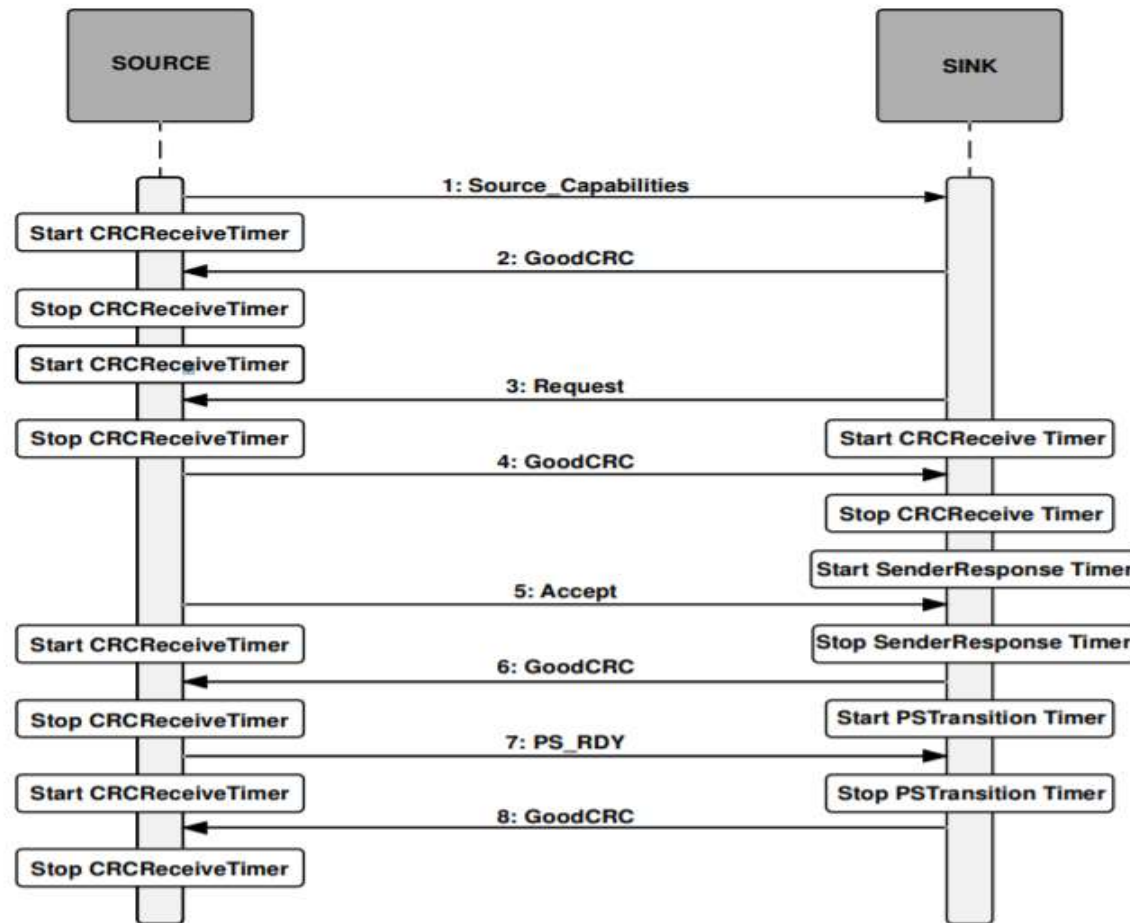 SOURCE
SINK
1: Source_Capabilities
Start CRCReceiveTimer
2: GoodCRC
Stop CRCReceiveTimer
Start CRCReceiveTimer
3: Request
Stop CRCReceiveTimer
Start CRCReceive Timer
4: GoodCRC
Stop CRCReceive Timer
Start SenderResponse Timer
5: Accept
Start CRCReceiveTimer
Stop SenderResponse Timer
6: GoodCRC
Stop CRCReceiveTimer
Start PSTransition Timer
7: PS_RDY
Start CRCReceiveTimer
Stop PSTransition Timer
8: GoodCRC
Stop CRCReceiveTimer